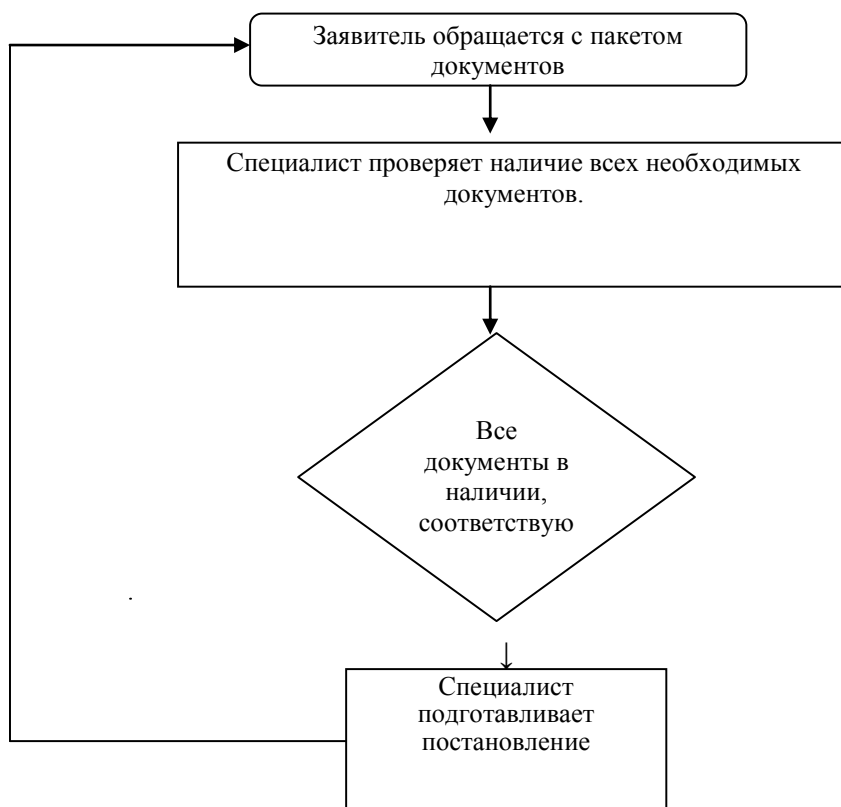 Заявитель обращается с пакетом
документов
Специалист проверяет наличие всех необходимых
документов.
Все
документы в
наличии,
соответствую
Специалист
подготавливает
постановление